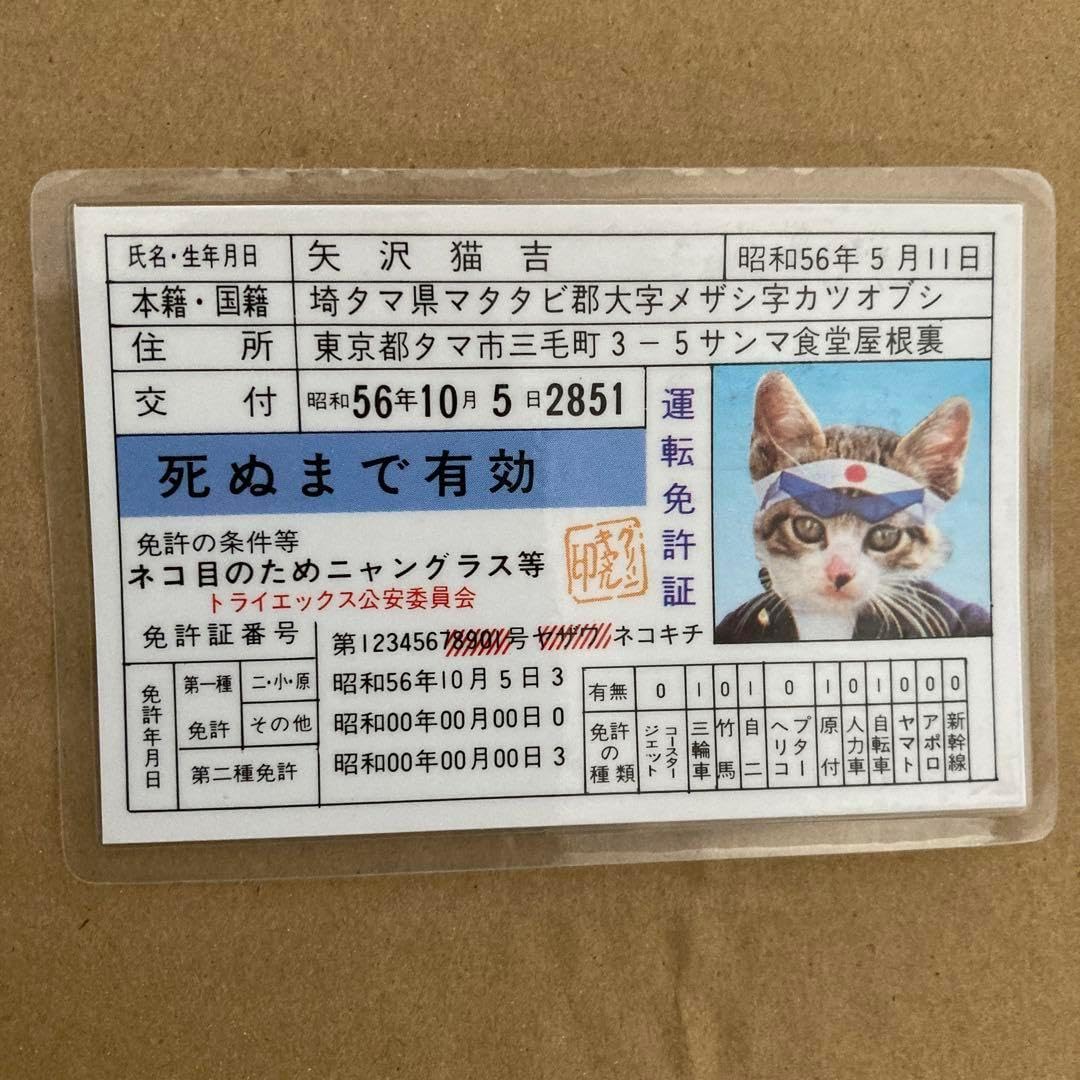 氏名・生年月日 矢沢猫吉 昭和56年5月11日
本籍・国籍 埼タマ県マタタビ郡大字メザシ字カツオブシ
住所 東京都タマ市三毛町3-5サンマ食堂屋根裏
交付 昭和56年10月5日2851
死ぬまで有効
運転免許証
免許の条件等
ネコ目のためニャングラス等
トライエックス公安委員会
グリーンキャマル印
免許証番号 第12345678901号 ヤザワ ネコキチ
免許年月日
第一種免許 二・小・原 昭和56年10月5日3
その他 昭和00年00月00日0
第二種免許 昭和00年00月00日3
有無 0 1 0 1 0 1 0 1 0 0 0
免許の種類 ジェットコースター 三輪車 竹馬 自二 ヘリコプター 原付 人力車 自転車 ヤマト アポロ 新幹線